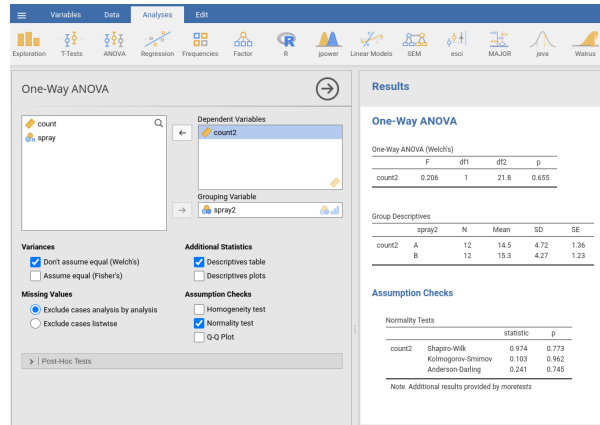 Variables Data Analyses Edit
Exploration T-Tests ANOVA Regression Frequencies Factor R jpower Linear Models SEM esci MAJOR jeva Walrus
One-Way ANOVA
count
spray
Dependent Variables
count2
Grouping Variable
spray2
Variances
Don't assume equal (Welch's)
Assume equal (Fisher's)
Missing Values
Exclude cases analysis by analysis
Exclude cases listwise
Additional Statistics
Descriptives table
Descriptives plots
Assumption Checks
Homogeneity test
Normality test
Q-Q Plot
Post-Hoc Tests
Results
One-Way ANOVA
One-Way ANOVA (Welch's)
F df1 df2 p
count2 0.206 1 21.8 0.655
Group Descriptives
spray2 N Mean SD SE
count2 A 12 14.5 4.72 1.36
B 12 15.3 4.27 1.23
Assumption Checks
Normality Tests
statistic p
count2 Shapiro-Wilk 0.974 0.773
Kolmogorov-Smirnov 0.103 0.962
Anderson-Darling 0.241 0.745
Note. Additional results provided by moretests